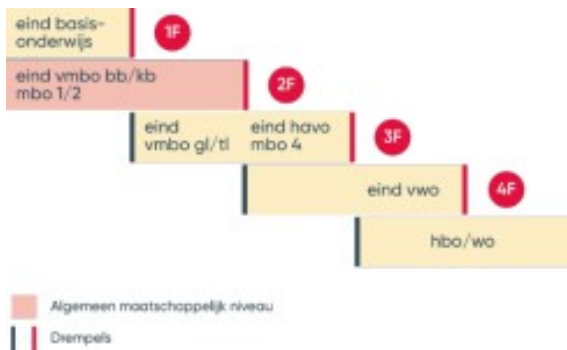 eind basis-
onderwijs
1F
eind vmbo bb/kb
mbo 1/2
2F
eind
vmbo gl/tl
eind havo
mbo 4
3F
eind vwo
4F
hbo/wo
Algemeen maatschappelijk niveau
Drempels